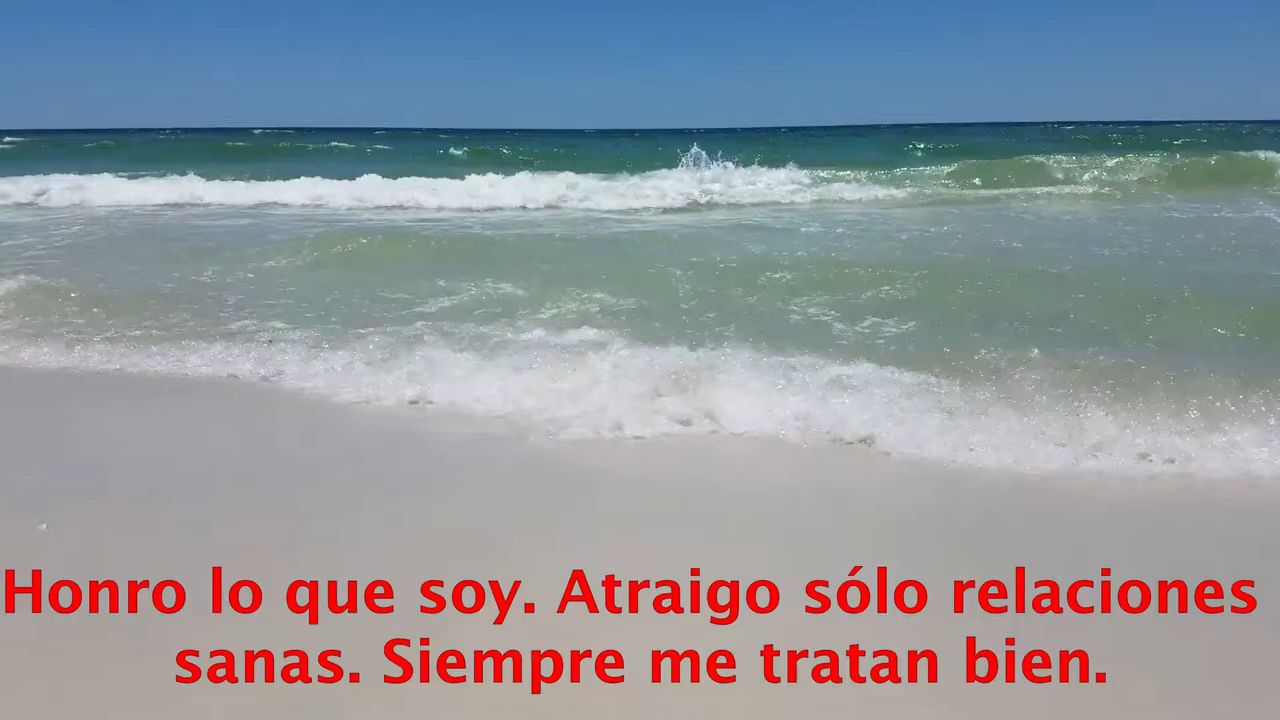 Honro lo que soy. Atraigo sólo relaciones
sanas. Siempre me tratan bien.